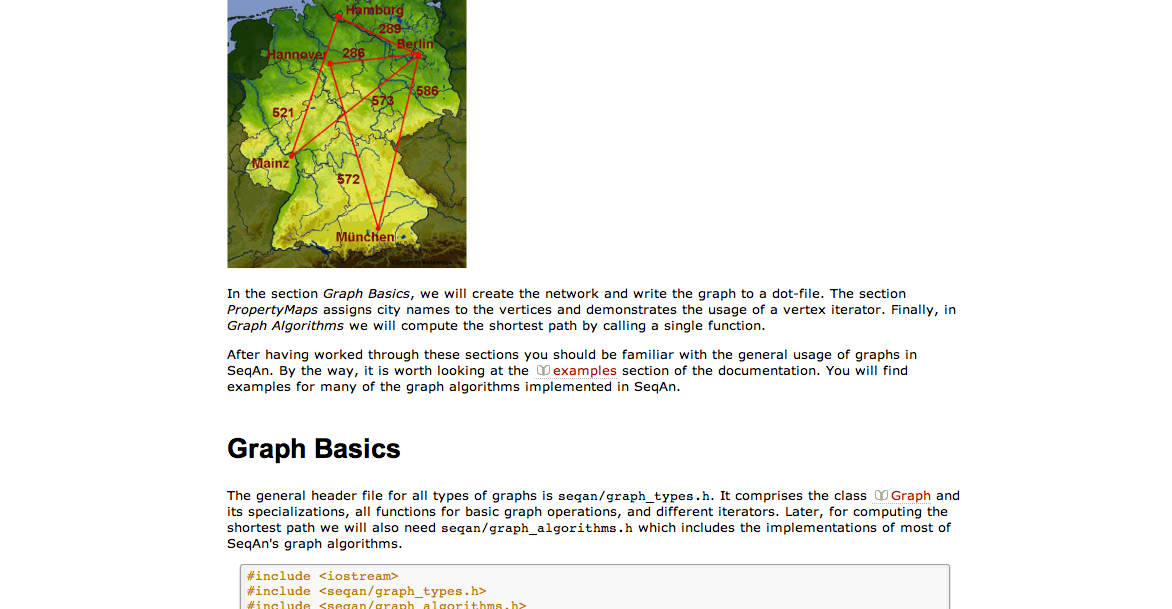 Hamburg
289
Berlin
Hannover
286
586
573
521
Mainz
572
München
In the section Graph Basics, we will create the network and write the graph to a dot-file. The section
PropertyMaps assigns city names to the vertices and demonstrates the usage of a vertex iterator. Finally, in
Graph Algorithms we will compute the shortest path by calling a single function.
After having worked through these sections you should be familiar with the general usage of graphs in
SeqAn. By the way, it is worth looking at the examples section of the documentation. You will find
examples for many of the graph algorithms implemented in SeqAn.
Graph Basics
The general header file for all types of graphs is seqan/graph_types.h. It comprises the class Graph and
its specializations, all functions for basic graph operations, and different iterators. Later, for computing the
shortest path we will also need seqan/graph_algorithms.h which includes the implementations of most of
SeqAn's graph algorithms.
#include <iostream>
#include <seqan/graph_types.h>
#include <seqan/graph_algorithms.h>